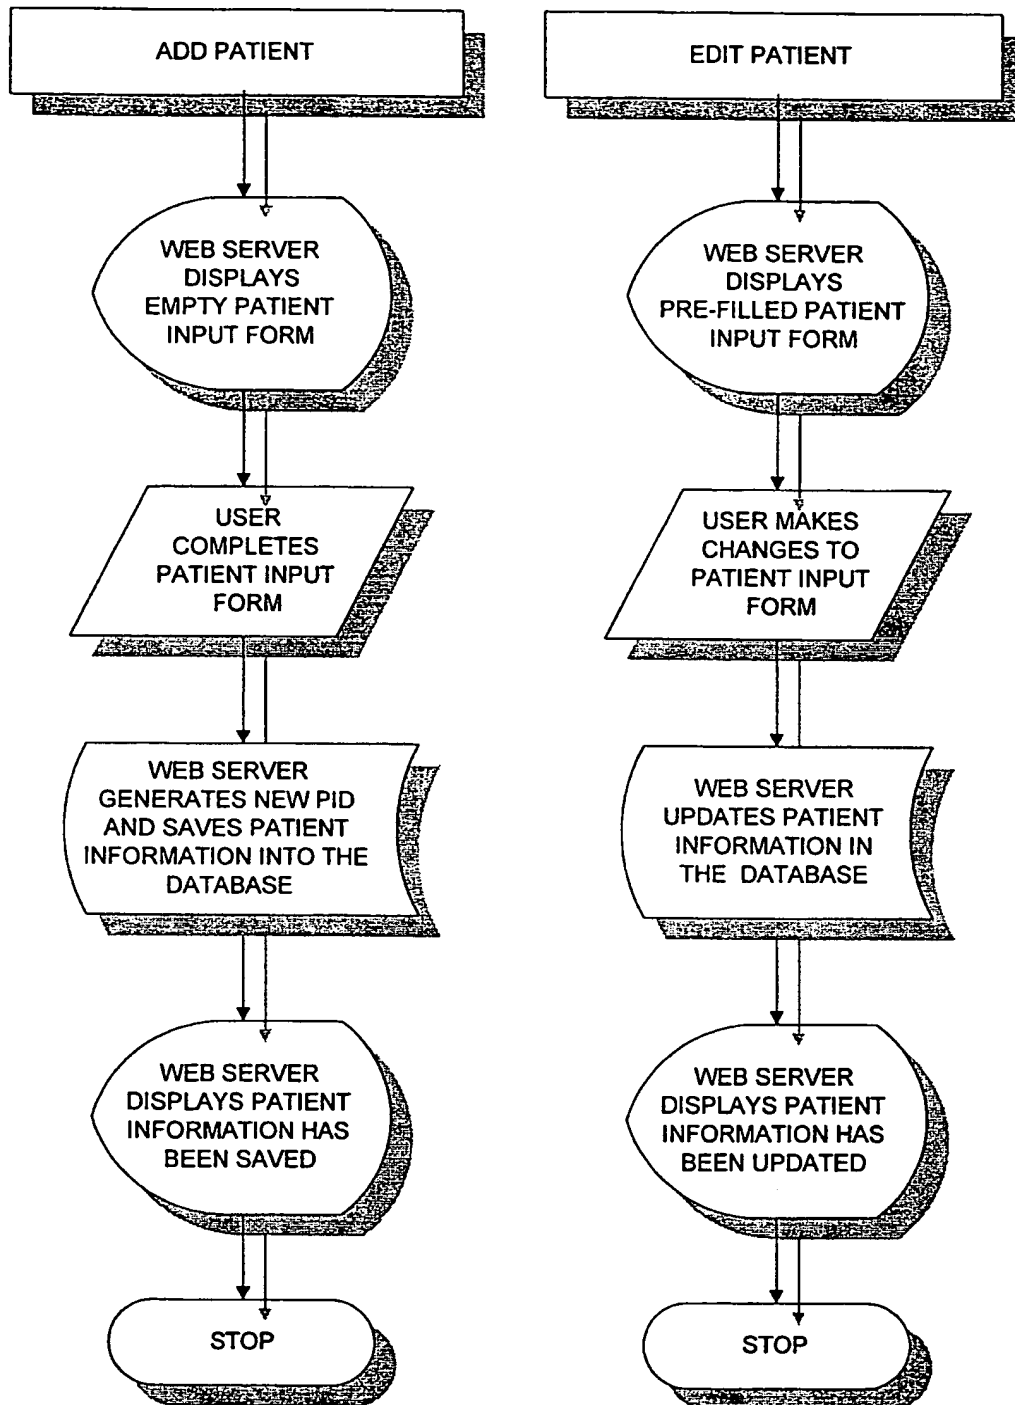 ADD PATIENT
WEB SERVER
DISPLAYS
EMPTY PATIENT
INPUT FORM
USER
COMPLETES
PATIENT INPUT
FORM
WEB SERVER
GENERATES NEW PID
AND SAVES PATIENT
INFORMATION INTO THE
DATABASE
WEB SERVER
DISPLAYS PATIENT
INFORMATION HAS
BEEN SAVED
STOP
EDIT PATIENT
WEB SERVER
DISPLAYS
PRE-FILLED PATIENT
INPUT FORM
USER MAKES
CHANGES TO
PATIENT INPUT
FORM
WEB SERVER
UPDATES PATIENT
INFORMATION IN
THE DATABASE
WEB SERVER
DISPLAYS PATIENT
INFORMATION HAS
BEEN UPDATED
STOP